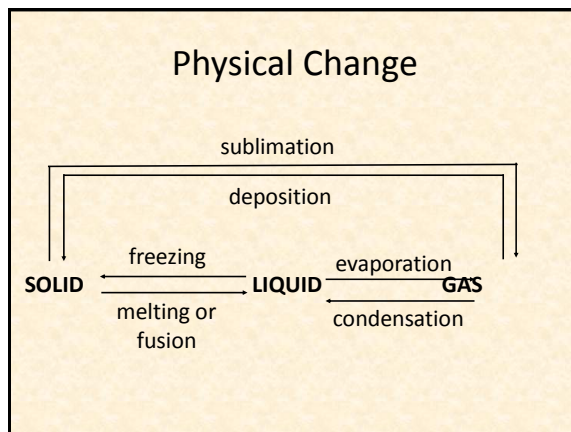 Physical Change
sublimation
deposition
freezing
evaporation
SOLID
LIQUID
GAS
melting or
fusion
condensation